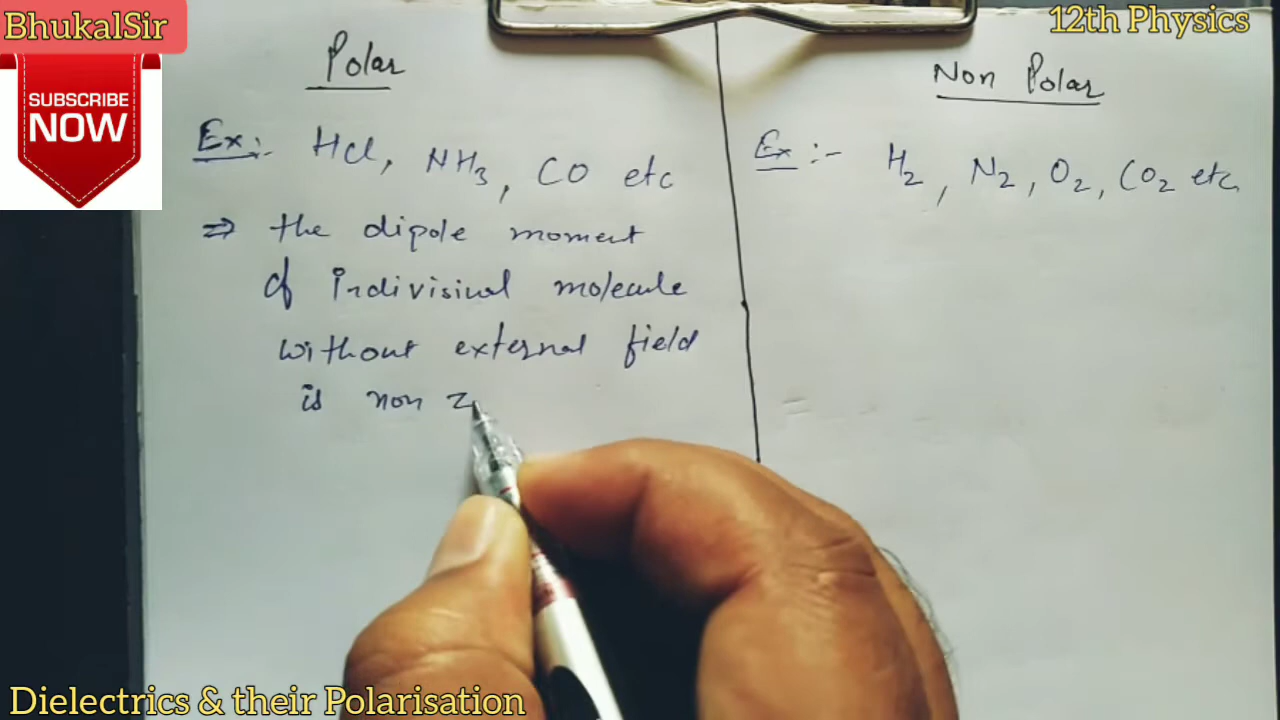 BhukalSir
12th Physics
SUBSCRIBE
NOW
Polar
Ex:- HCl, NH3, CO etc
⇒ the dipole moment
of indivisinal molecule
without external field
is non z
Non Polar
Ex :- H2, N2, O2, CO2 etc
Dielectrics & their Polarisation